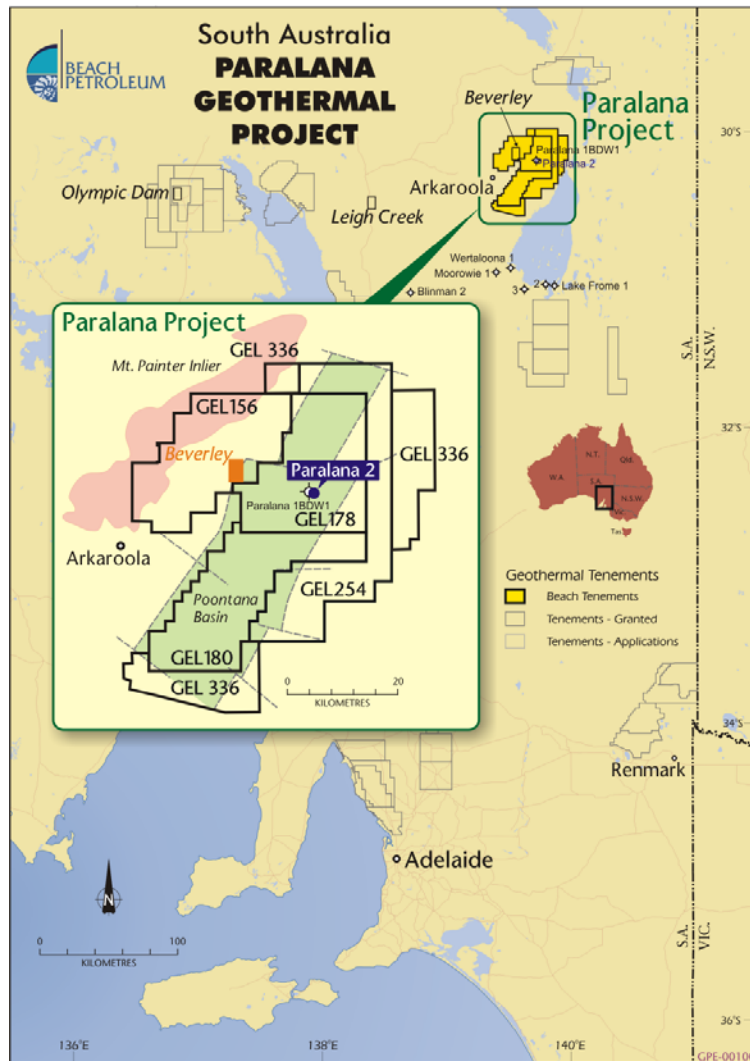 BEACH
PETROLEUM
South Australia
PARALANA
GEOTHERMAL
PROJECT
Beverley
Paralana
Project
Paralana 1BDW1
Paralana 2
Arkaroola
Olympic Dam
Leigh Creek
Wertaloona 1
Moorowie 1
Blinman 2
3
2
Lake Frome 1
30°S
S.A.
N.S.W.
32°S
Paralana Project
GEL 336
Mt. Painter Inlier
GEL156
Beverley
Paralana 2
GEL 336
Paralana 1BDW1
GEL178
Arkaroola
Poontana
Basin
GEL254
GEL180
GEL 336
0 20
KILOMETRES
N.T.
Qld.
W.A.
S.A.
N.S.W.
Vic
Tas.
Geothermal Tenements
Beach Tenements
Tenements - Granted
Tenements - Applications
34°S
Renmark
Adelaide
N
0 100
KILOMETRES
S.A.
VIC.
36°S
136°E
138°E
140°E